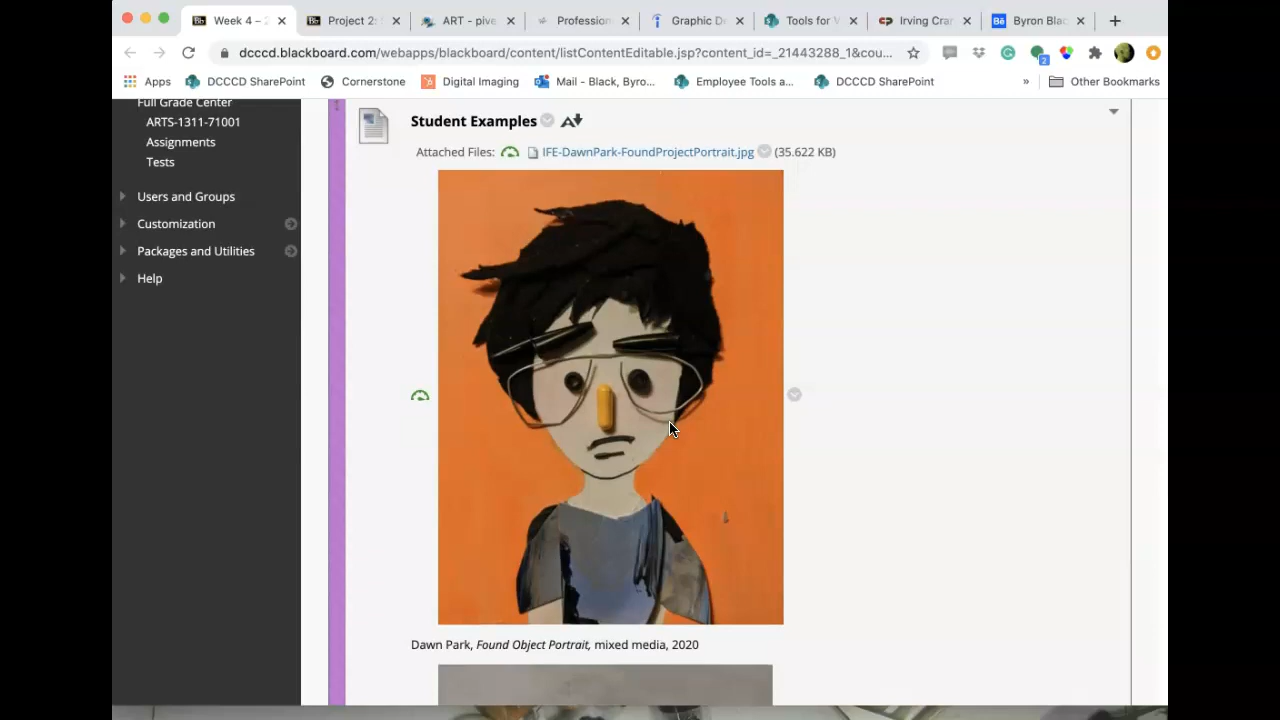 Week 4 – 2
Project 2:
ART - pive
Profession
Graphic D
Tools for V
Irving Cra
Byron Blac
dcccd.blackboard.com/webapps/blackboard/content/listContentEditable.jsp?content_id=_21443288_1&cou...
2
Apps
DCCCD SharePoint
Cornerstone
Digital Imaging
Mail - Black, Byro...
Employee Tools a...
DCCCD SharePoint
»
Other Bookmarks
Full Grade Center
ARTS-1311-71001
Assignments
Tests
Users and Groups
Customization
Packages and Utilities
Help
Student Examples
Attached Files: IFE-DawnPark-FoundProjectPortrait.jpg (35.622 KB)
Dawn Park, Found Object Portrait, mixed media, 2020